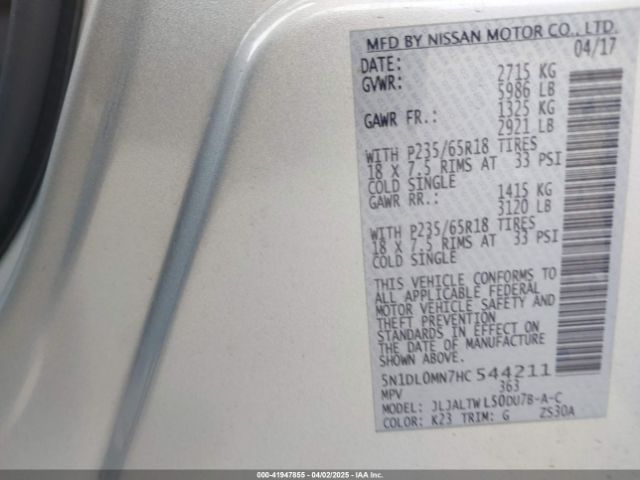 MFD BY NISSAN MOTOR CO., LTD.
DATE: 04/17
GVWR: 2715 KG
5986 LB
GAWR FR.: 1325 KG
2921 LB
WITH P235/65R18 TIRES
18 X 7.5 RIMS AT 33 PSI
COLD SINGLE
GAWR RR.: 1415 KG
3120 LB
WITH P235/65R18 TIRES
18 X 7.5 RIMS AT 33 PSI
COLD SINGLE
THIS VEHICLE CONFORMS TO
ALL APPLICABLE FEDERAL
MOTOR VEHICLE SAFETY AND
THEFT PREVENTION
STANDARDS IN EFFECT ON
THE DATE OF MANUFACTURE
SHOWN ABOVE.
5N1DL0MN7HC 544211
MPV 363
MODEL: JLJALTWL50DU78-A-C
COLOR: K23 TRIM: G ZS30A
000-41947855 - 04/02/2025 - IAA, Inc.